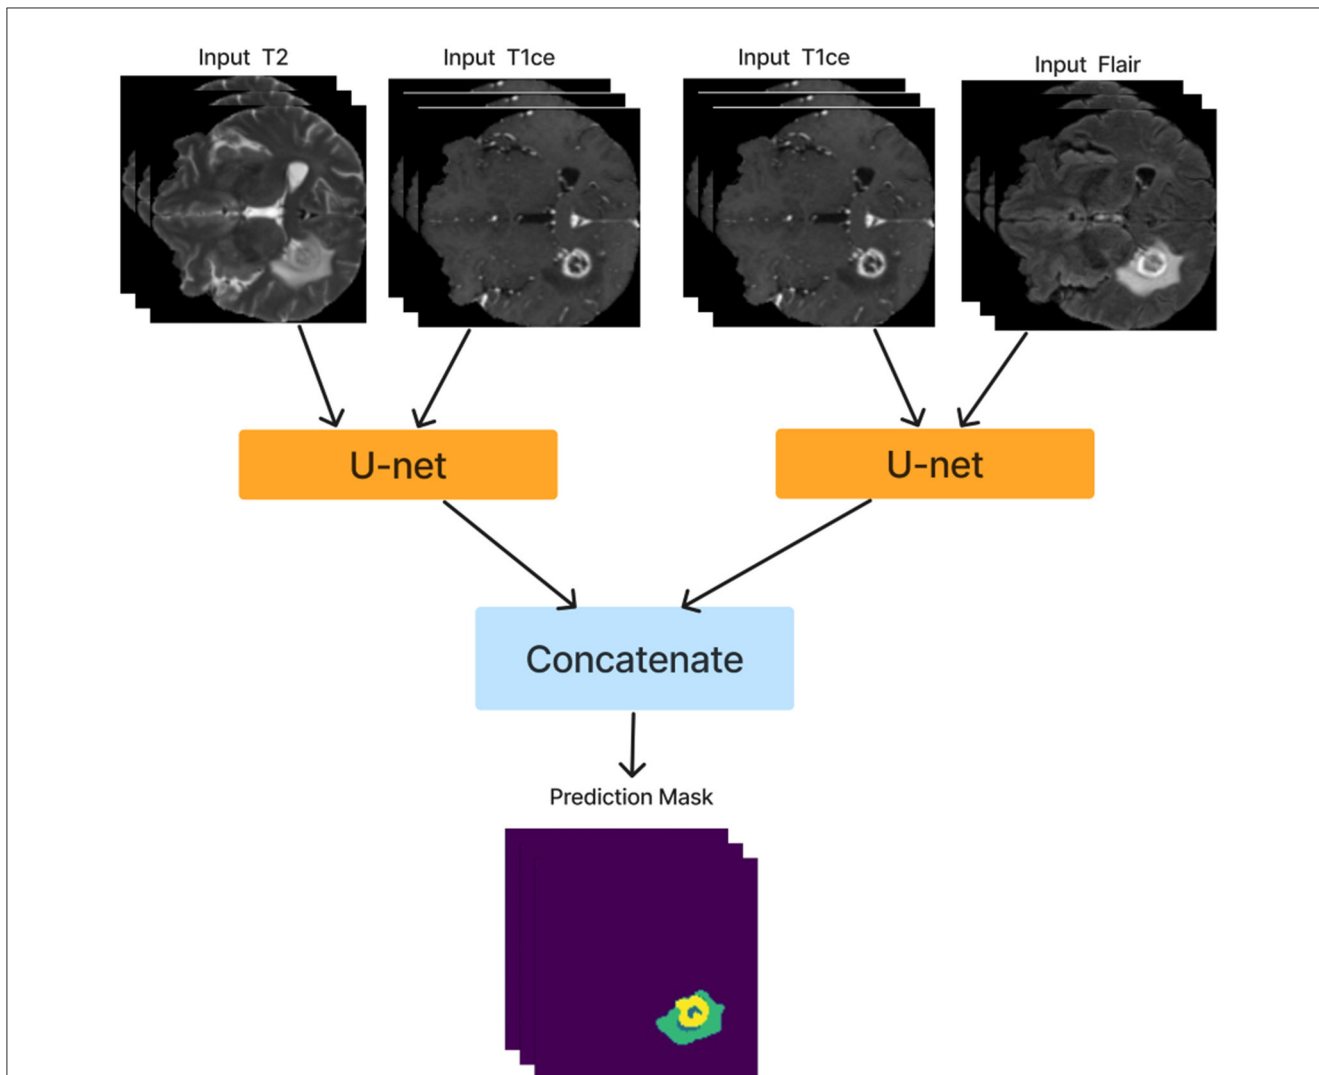 Input T2
Input T1ce
Input T1ce
Input Flair
U-net
U-net
Concatenate
Prediction Mask